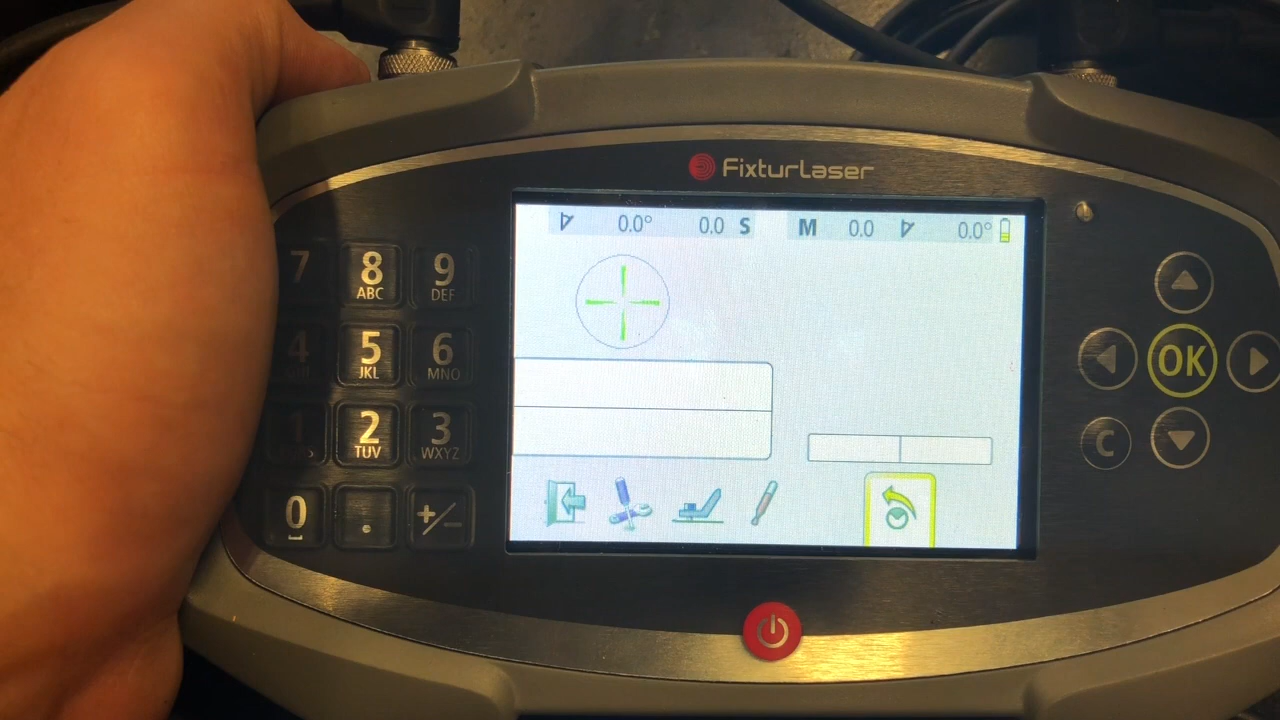 FIXTURLASER
0.0° 0.0 S M 0.0 0.0°
7 8 9
ABC DEF
4 5 6
JKL MNO
1 2 3
TUV WXYZ
0 . +/−
OK
C